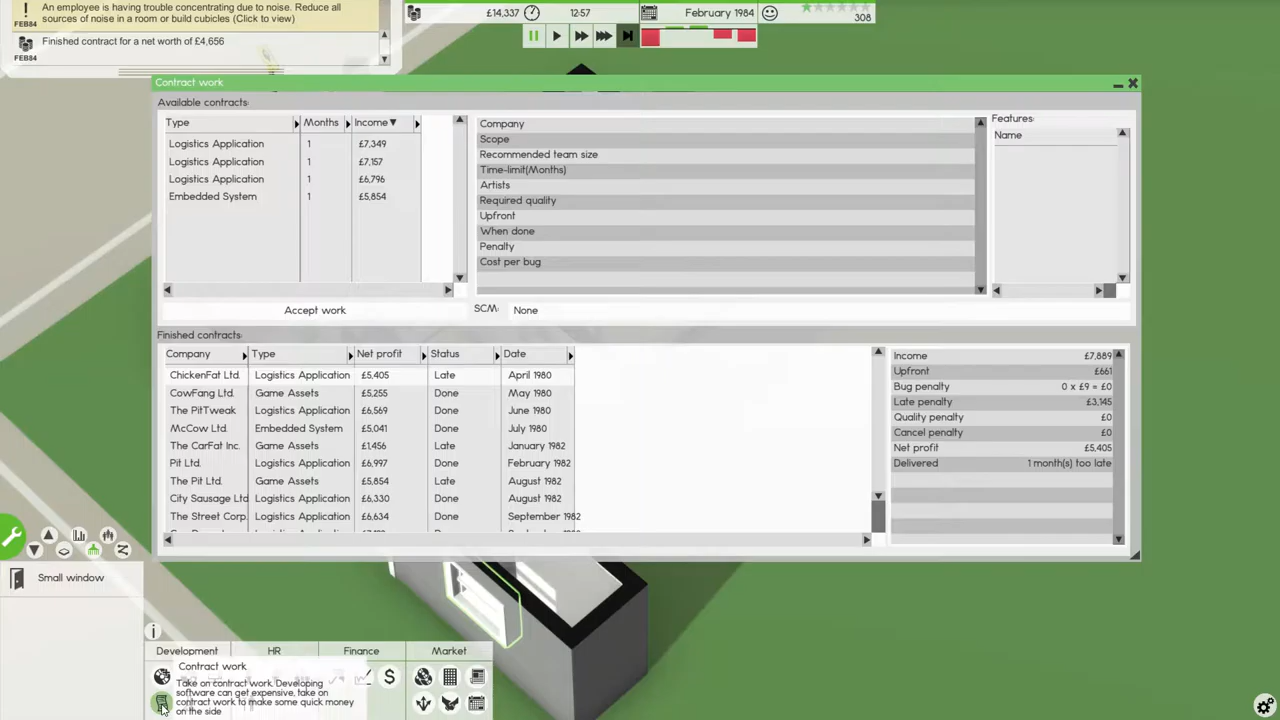 An employee is having trouble concentrating due to noise. Reduce all
sources of noise in a room or build cubicles (Click to view)
FEB84
Finished contract for a net worth of £4,656
FEB84
£14,337
12:57
February 1984
308
Contract work
Available contracts:
Type Months Income
Logistics Application 1 £7,349
Logistics Application 1 £7,157
Logistics Application 1 £6,796
Embedded System 1 £5,854
Accept work
Company
Scope
Recommended team size
Time-limit(Months)
Artists
Required quality
Upfront
When done
Penalty
Cost per bug
SCM: None
Features:
Name
Finished contracts:
Company Type Net profit Status Date
ChickenFat Ltd. Logistics Application £5,405 Late April 1980
CowFang Ltd. Game Assets £5,255 Done May 1980
The PitTweak Logistics Application £6,569 Done June 1980
McCow Ltd. Embedded System £5,041 Done July 1980
The CarFat Inc. Game Assets £1,456 Late January 1982
Pit Ltd. Logistics Application £6,997 Done February 1982
The Pit Ltd. Game Assets £5,854 Late August 1982
City Sausage Ltd Logistics Application £6,330 Done August 1982
The Street Corp. Logistics Application £6,634 Done September 1982
Income £7,889
Upfront £661
Bug penalty 0 x £9 = £0
Late penalty £3,145
Quality penalty £0
Cancel penalty £0
Net profit £5,405
Delivered 1 month(s) too late
Small window
Development HR Finance Market
Contract work
Take on contract work. Developing
software can get expensive, take on
contract work to make some quick money
on the side